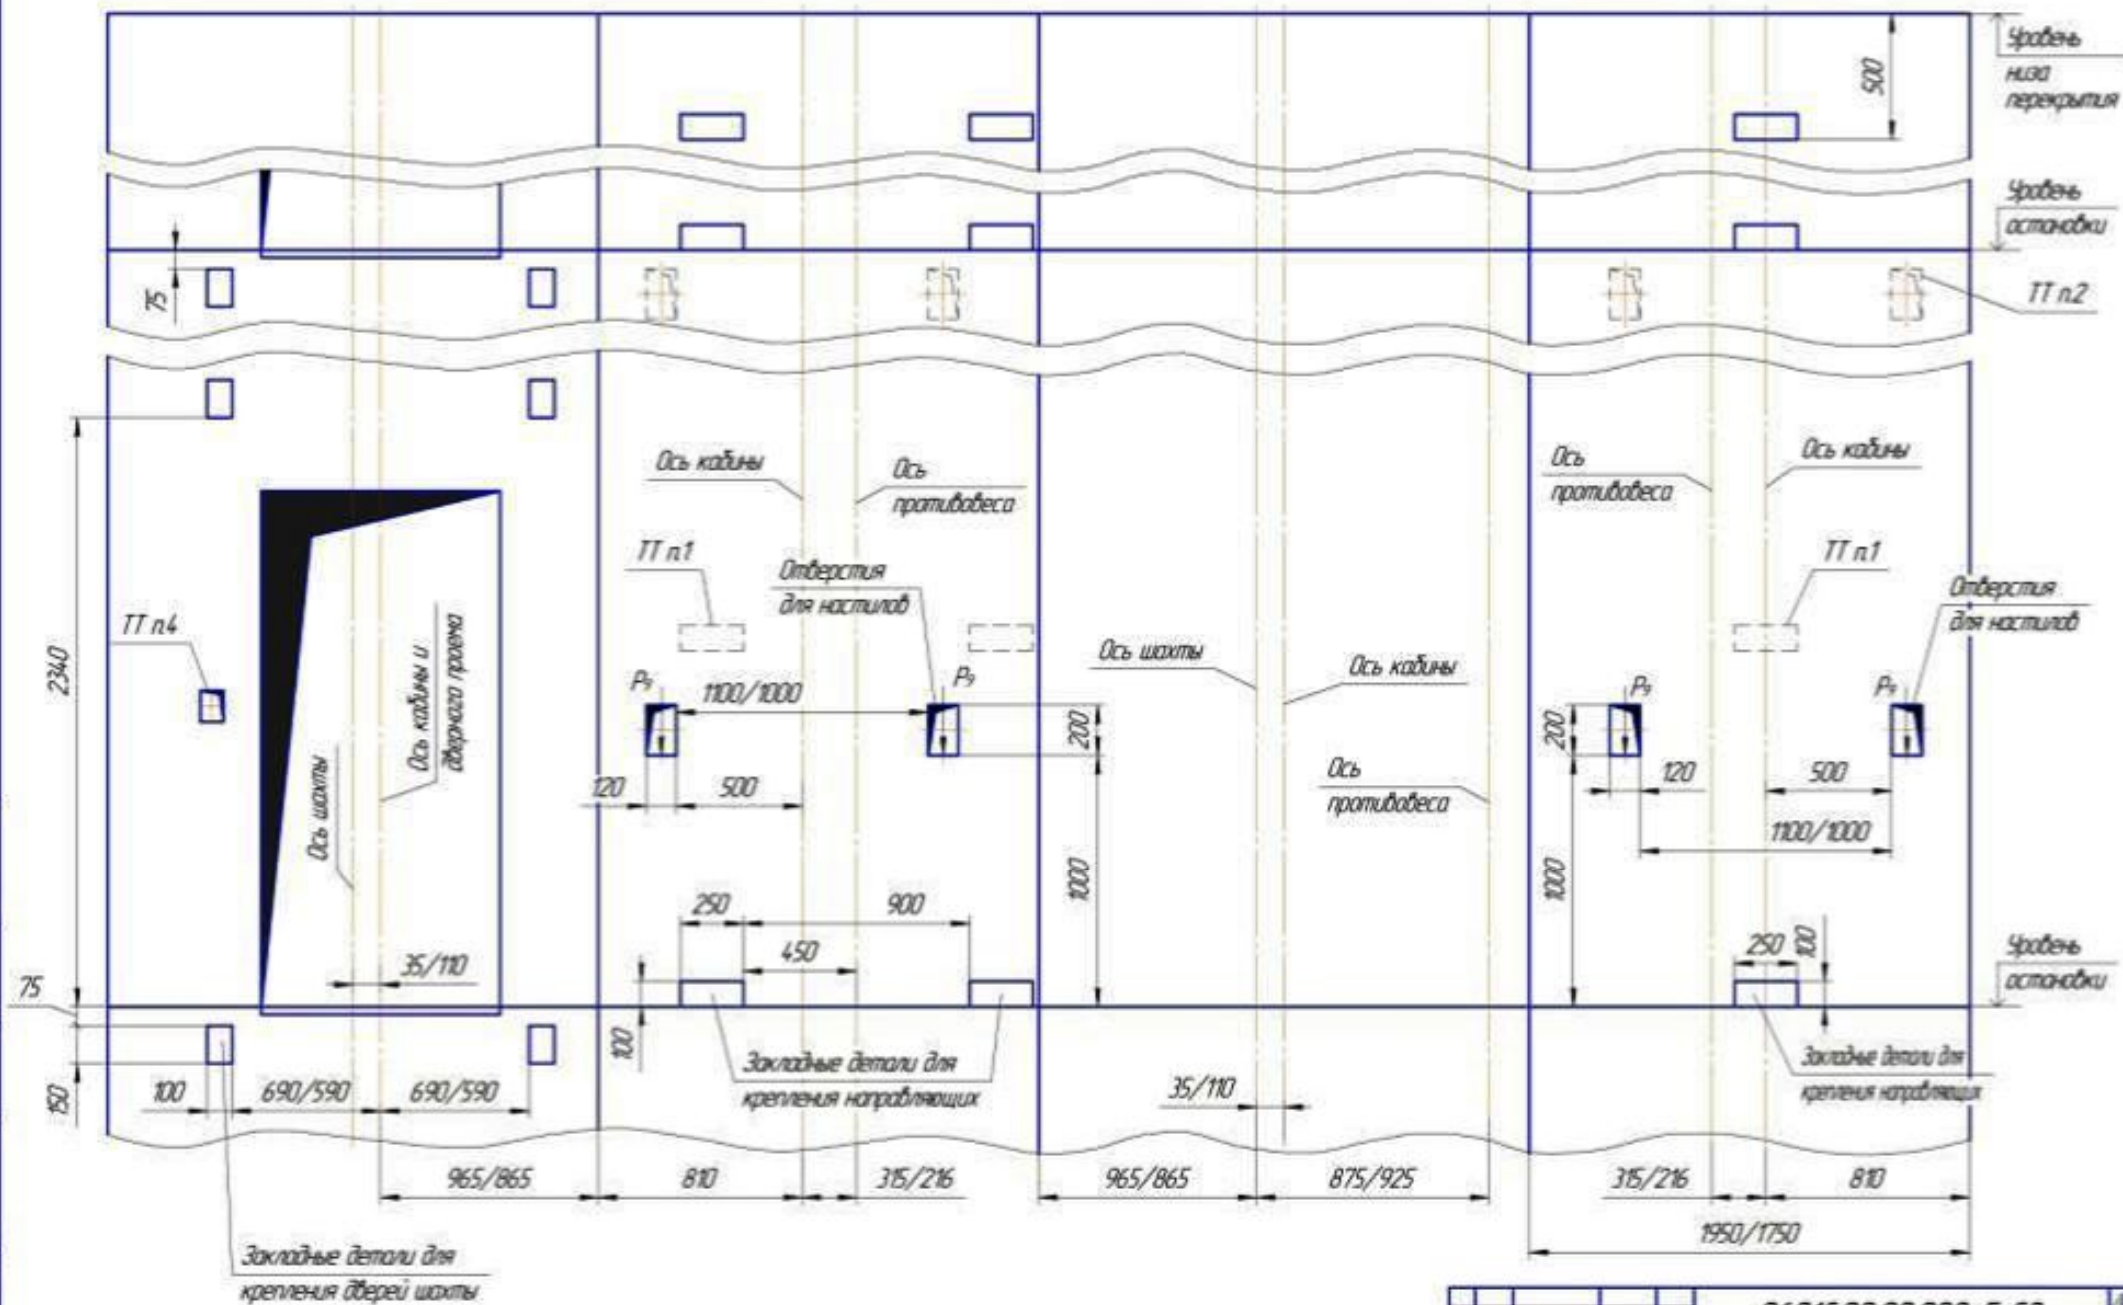 Уровень
низа
перекрытия
500
Уровень
остановки
75
ТТ п.2
Ось кабины
Ось
противовеса
Ось
противовеса
Ось кабины
ТТ п.1
Отверстия
для настилов
ТТ п.1
Отверстия
для настилов
ТТ п.4
2340
Ось кабины и
дверного проема
Ось шахты
Ось шахты
Ось кабины
Ось
противовеса
P₉
1100/1000
P₉
200
120
500
1000
P₉
P₉
200
120
500
1100/1000
1000
250
900
450
100
250
100
35/110
75
Уровень
остановки
Закладные детали для
крепления направляющих
Закладные детали для
крепления направляющих
150
100
690/590
690/590
35/110
965/865
810
315/216
965/865
875/925
315/216
810
1950/1750
Закладные детали для
крепления дверей шахты